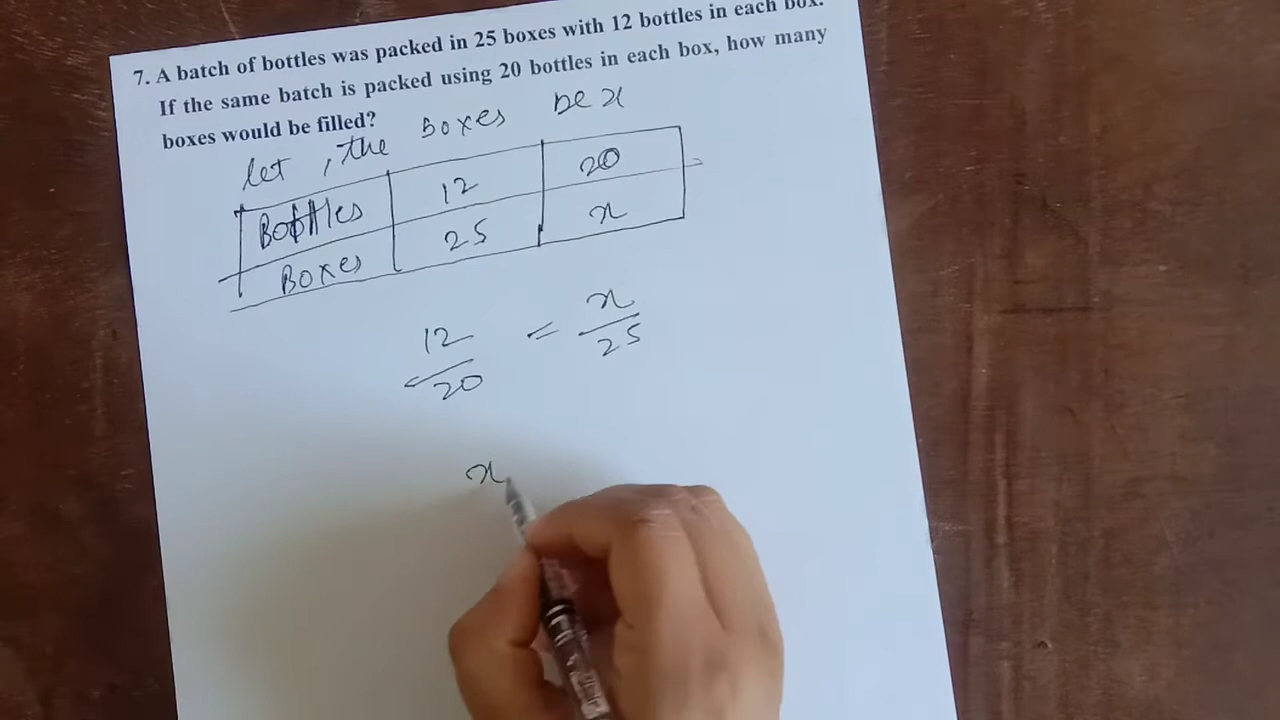 7. A batch of bottles was packed in 25 boxes with 12 bottles in each box.
If the same batch is packed using 20 bottles in each box, how many
boxes would be filled?
let, the boxes be x
Bottles 12 20
Boxes 25 x
12/20 = x/25
x